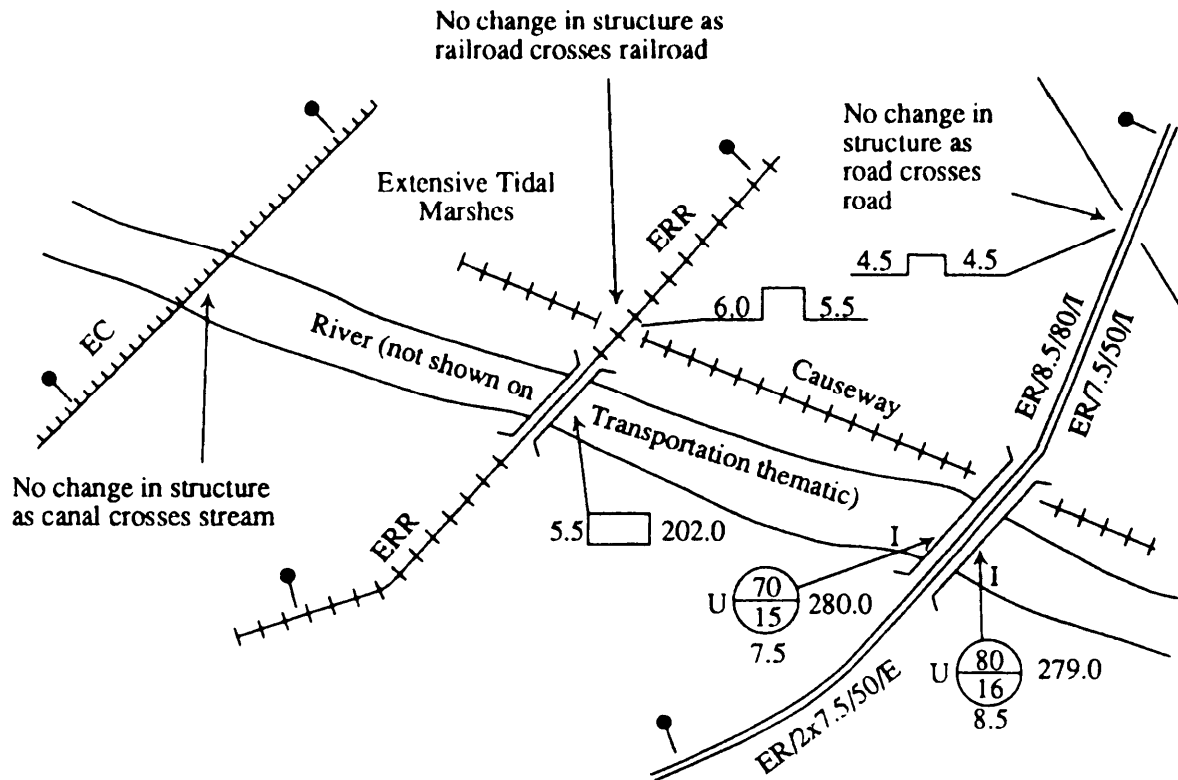 No change in structure as
railroad crosses railroad
No change in
structure as
road crosses
road
Extensive Tidal
Marshes
ERR
4.5 4.5
6.0 5.5
EC
River (not shown on
Transportation thematic)
Causeway
ER/8.5/80/I
ER/7.5/50/I
No change in structure
as canal crosses stream
ERR
5.5 202.0
I
I
U 70 280.0
15
7.5
U 80 279.0
16
8.5
ER/2x7.5/50/E